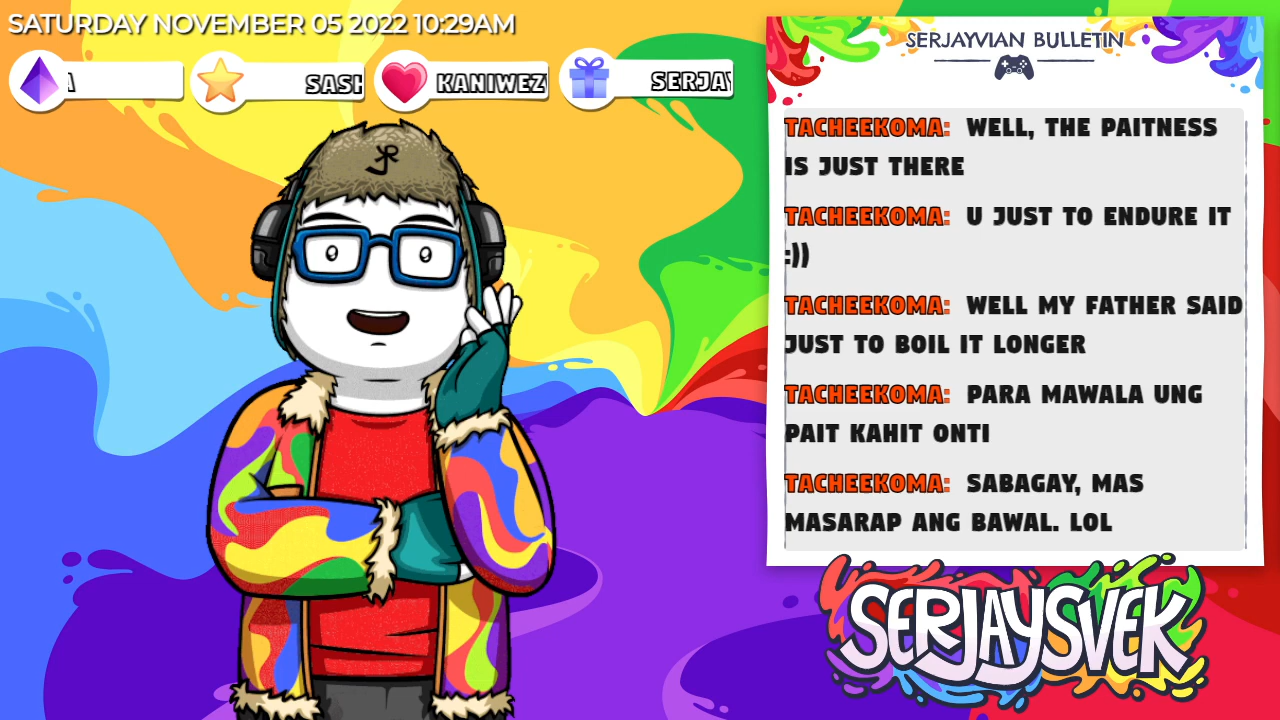 SATURDAY NOVEMBER 05 2022 10:29AM
A
SASH
KANIWEZ
SERJAY
SERJAYVIAN BULLETIN
TACHEEKOMA: WELL, THE PAITNESS
IS JUST THERE
TACHEEKOMA: U JUST TO ENDURE IT
:))
TACHEEKOMA: WELL MY FATHER SAID
JUST TO BOIL IT LONGER
TACHEEKOMA: PARA MAWALA UNG
PAIT KAHIT ONTI
TACHEEKOMA: SABAGAY, MAS
MASARAP ANG BAWAL. LOL
SERJAYSVEK